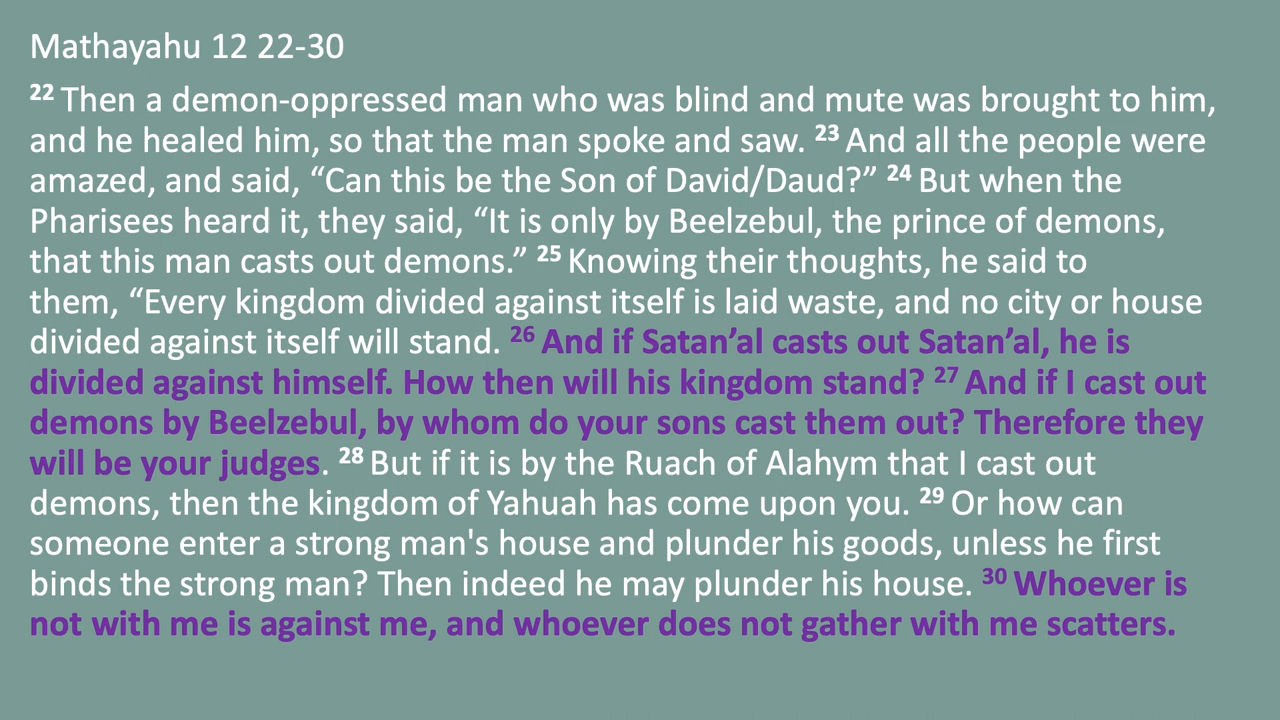 Mathayahu 12 22-30
22 Then a demon-oppressed man who was blind and mute was brought to him,
and he healed him, so that the man spoke and saw. 23 And all the people were
amazed, and said, “Can this be the Son of David/Daud?” 24 But when the
Pharisees heard it, they said, “It is only by Beelzebul, the prince of demons,
that this man casts out demons.” 25 Knowing their thoughts, he said to
them, “Every kingdom divided against itself is laid waste, and no city or house
divided against itself will stand. 26 And if Satan’al casts out Satan’al, he is
divided against himself. How then will his kingdom stand? 27 And if I cast out
demons by Beelzebul, by whom do your sons cast them out? Therefore they
will be your judges. 28 But if it is by the Ruach of Alahym that I cast out
demons, then the kingdom of Yahuah has come upon you. 29 Or how can
someone enter a strong man's house and plunder his goods, unless he first
binds the strong man? Then indeed he may plunder his house. 30 Whoever is
not with me is against me, and whoever does not gather with me scatters.